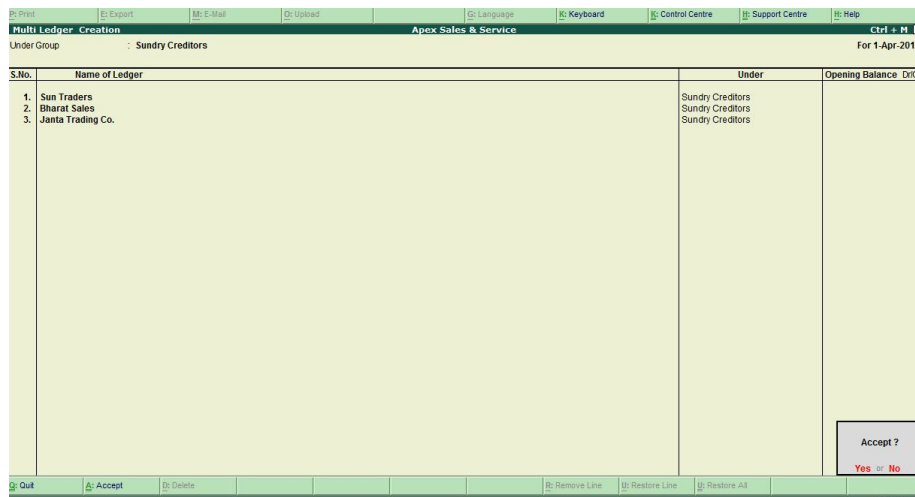 P: Print E: Export M: E-Mail O: Upload G: Language K: Keyboard K: Control Centre H: Support Centre H: Help
Multi Ledger Creation Apex Sales & Service Ctrl + M
Under Group : Sundry Creditors For 1-Apr-201
S.No. Name of Ledger Under Opening Balance Dr/
1. Sun Traders Sundry Creditors
2. Bharat Sales Sundry Creditors
3. Janta Trading Co. Sundry Creditors
Accept ?
Yes or No
Q: Quit A: Accept D: Delete R: Remove Line U: Restore Line U: Restore All